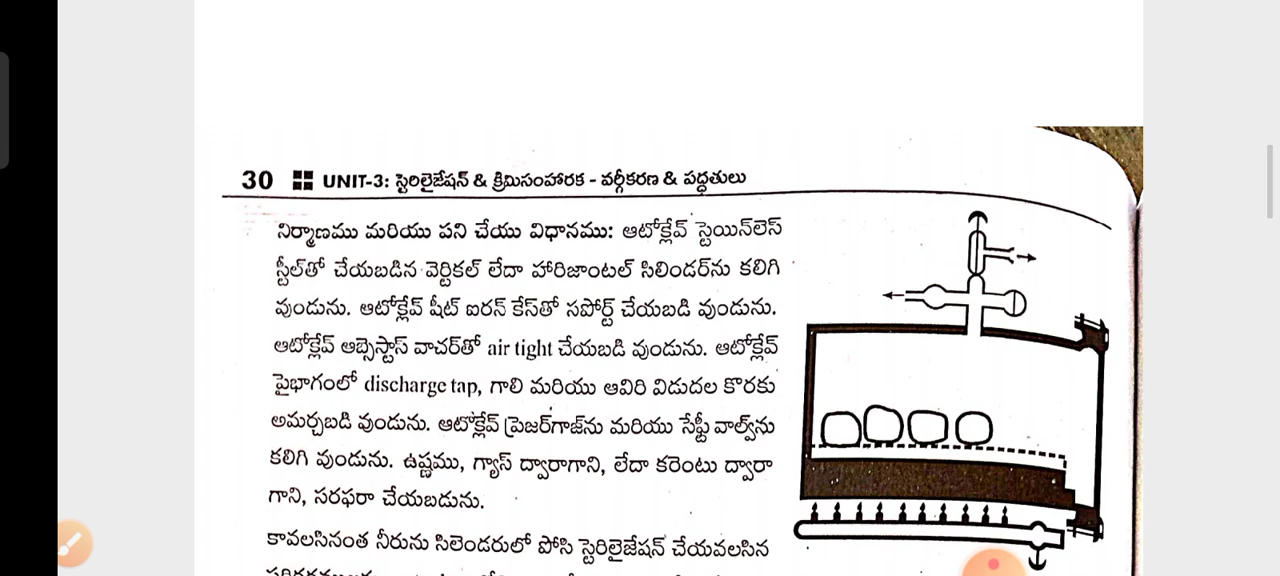 30 UNIT-3: స్టెరిలైజేషన్ & క్రిమిసంహారక - వర్గీకరణ & పద్ధతులు
నిర్మాణము మరియు పని చేయు విధానము: ఆటోక్లేవ్ స్టెయిన్‌లెస్
స్టీల్‌తో చేయబడిన వెర్టికల్ లేదా హారిజాంటల్ సిలిండర్‌ను కలిగి
వుండును. ఆటోక్లేవ్ షీట్ ఐరన్ కేస్‌తో సపోర్ట్ చేయబడి వుండును.
ఆటోక్లేవ్ ఆబ్సెస్టాస్ వాచర్‌తో air tight చేయబడి వుండును. ఆటోక్లేవ్
పైభాగంలో discharge tap, గాలి మరియు ఆవిరి విడుదల కొరకు
అమర్చబడి వుండును. ఆటోక్లేవ్ ప్రెజర్‌గాజ్‌ను మరియు సేఫ్టీ వాల్వ్‌ను
కలిగి వుండును. ఉష్ణము, గ్యాస్ ద్వారాగాని, లేదా కరెంటు ద్వారా
గాని, సరఫరా చేయబడును.
కావలసినంత నీరును సిలెండరులో పోసి స్టెరిలైజేషన్ చేయవలసిన